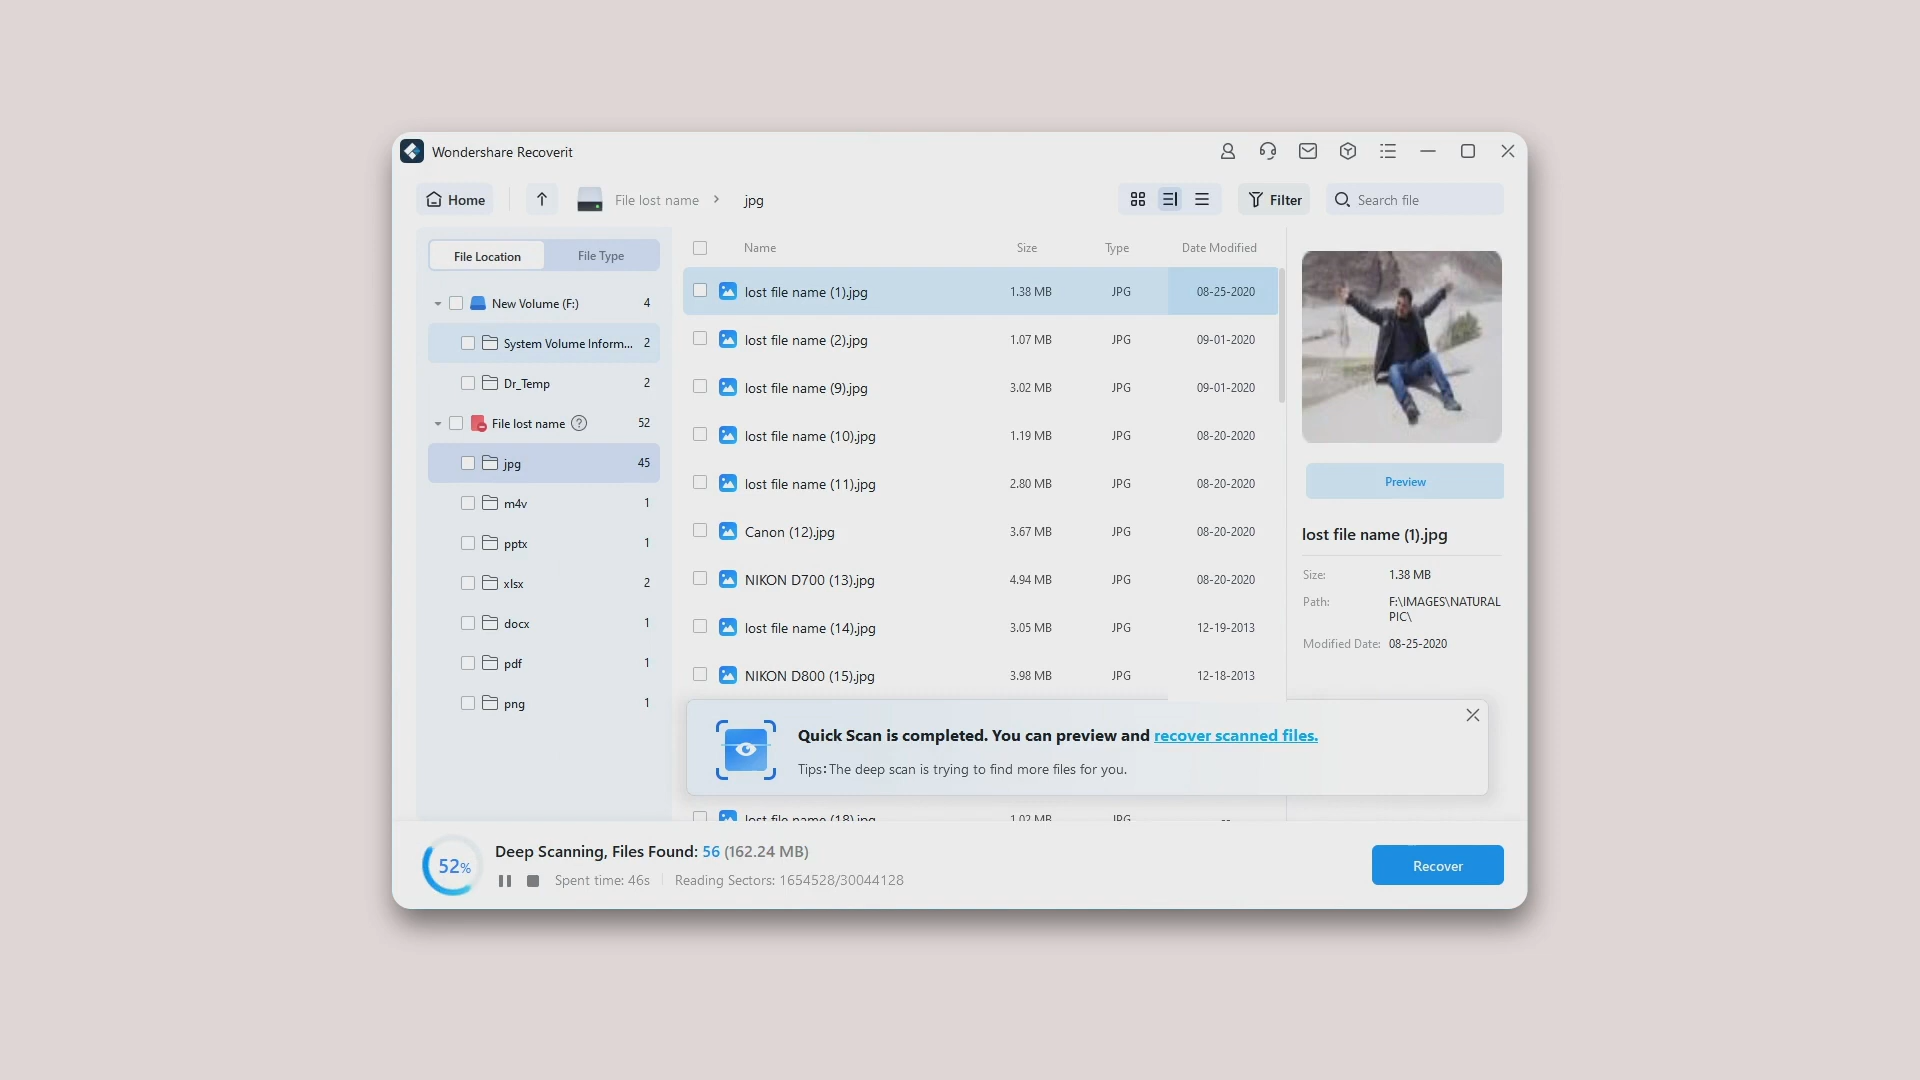 Wondershare Recoverit
Home
File lost name
jpg
Filter
Search file
File Location
File Type
New Volume (F:) 4
System Volume Inform... 2
Dr_Temp 2
File lost name ? 52
jpg 45
m4v 1
pptx 1
xlsx 2
docx 1
pdf 1
png 1
Name Size Type Date Modified
lost file name (1).jpg 1.38 MB JPG 08-25-2020
lost file name (2).jpg 1.07 MB JPG 09-01-2020
lost file name (9).jpg 3.02 MB JPG 09-01-2020
lost file name (10).jpg 1.19 MB JPG 08-20-2020
lost file name (11).jpg 2.80 MB JPG 08-20-2020
Canon (12).jpg 3.67 MB JPG 08-20-2020
NIKON D700 (13).jpg 4.94 MB JPG 08-20-2020
lost file name (14).jpg 3.05 MB JPG 12-19-2013
NIKON D800 (15).jpg 3.98 MB JPG 12-18-2013
Quick Scan is completed. You can preview and recover scanned files.
Tips:The deep scan is trying to find more files for you.
lost file name (18).jpg 1.02 MB JPG
Preview
lost file name (1).jpg
Size: 1.38 MB
Path: F:\IMAGES\NATURAL
PIC\
Modified Date: 08-25-2020
52%
Deep Scanning, Files Found: 56 (162.24 MB)
Spent time: 46s
Reading Sectors: 1654528/30044128
Recover